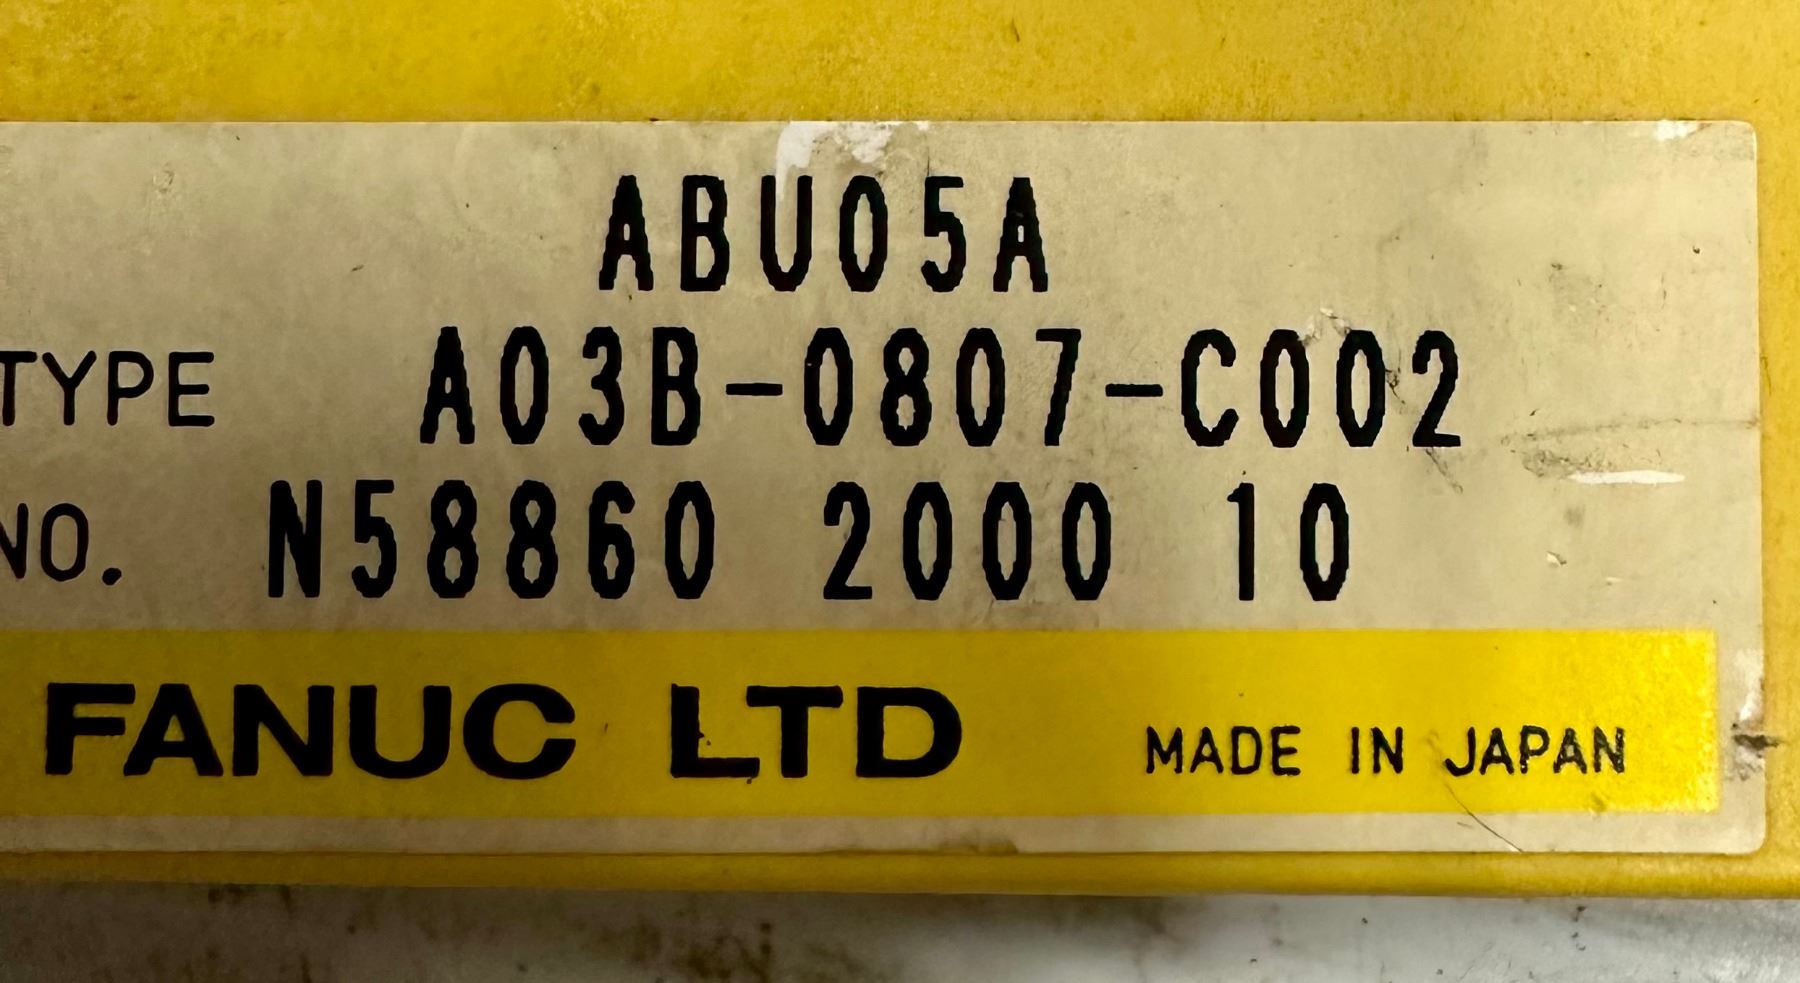 ABU05A
TYPE A03B-0807-C002
NO. N58860 2000 10
FANUC LTD MADE IN JAPAN